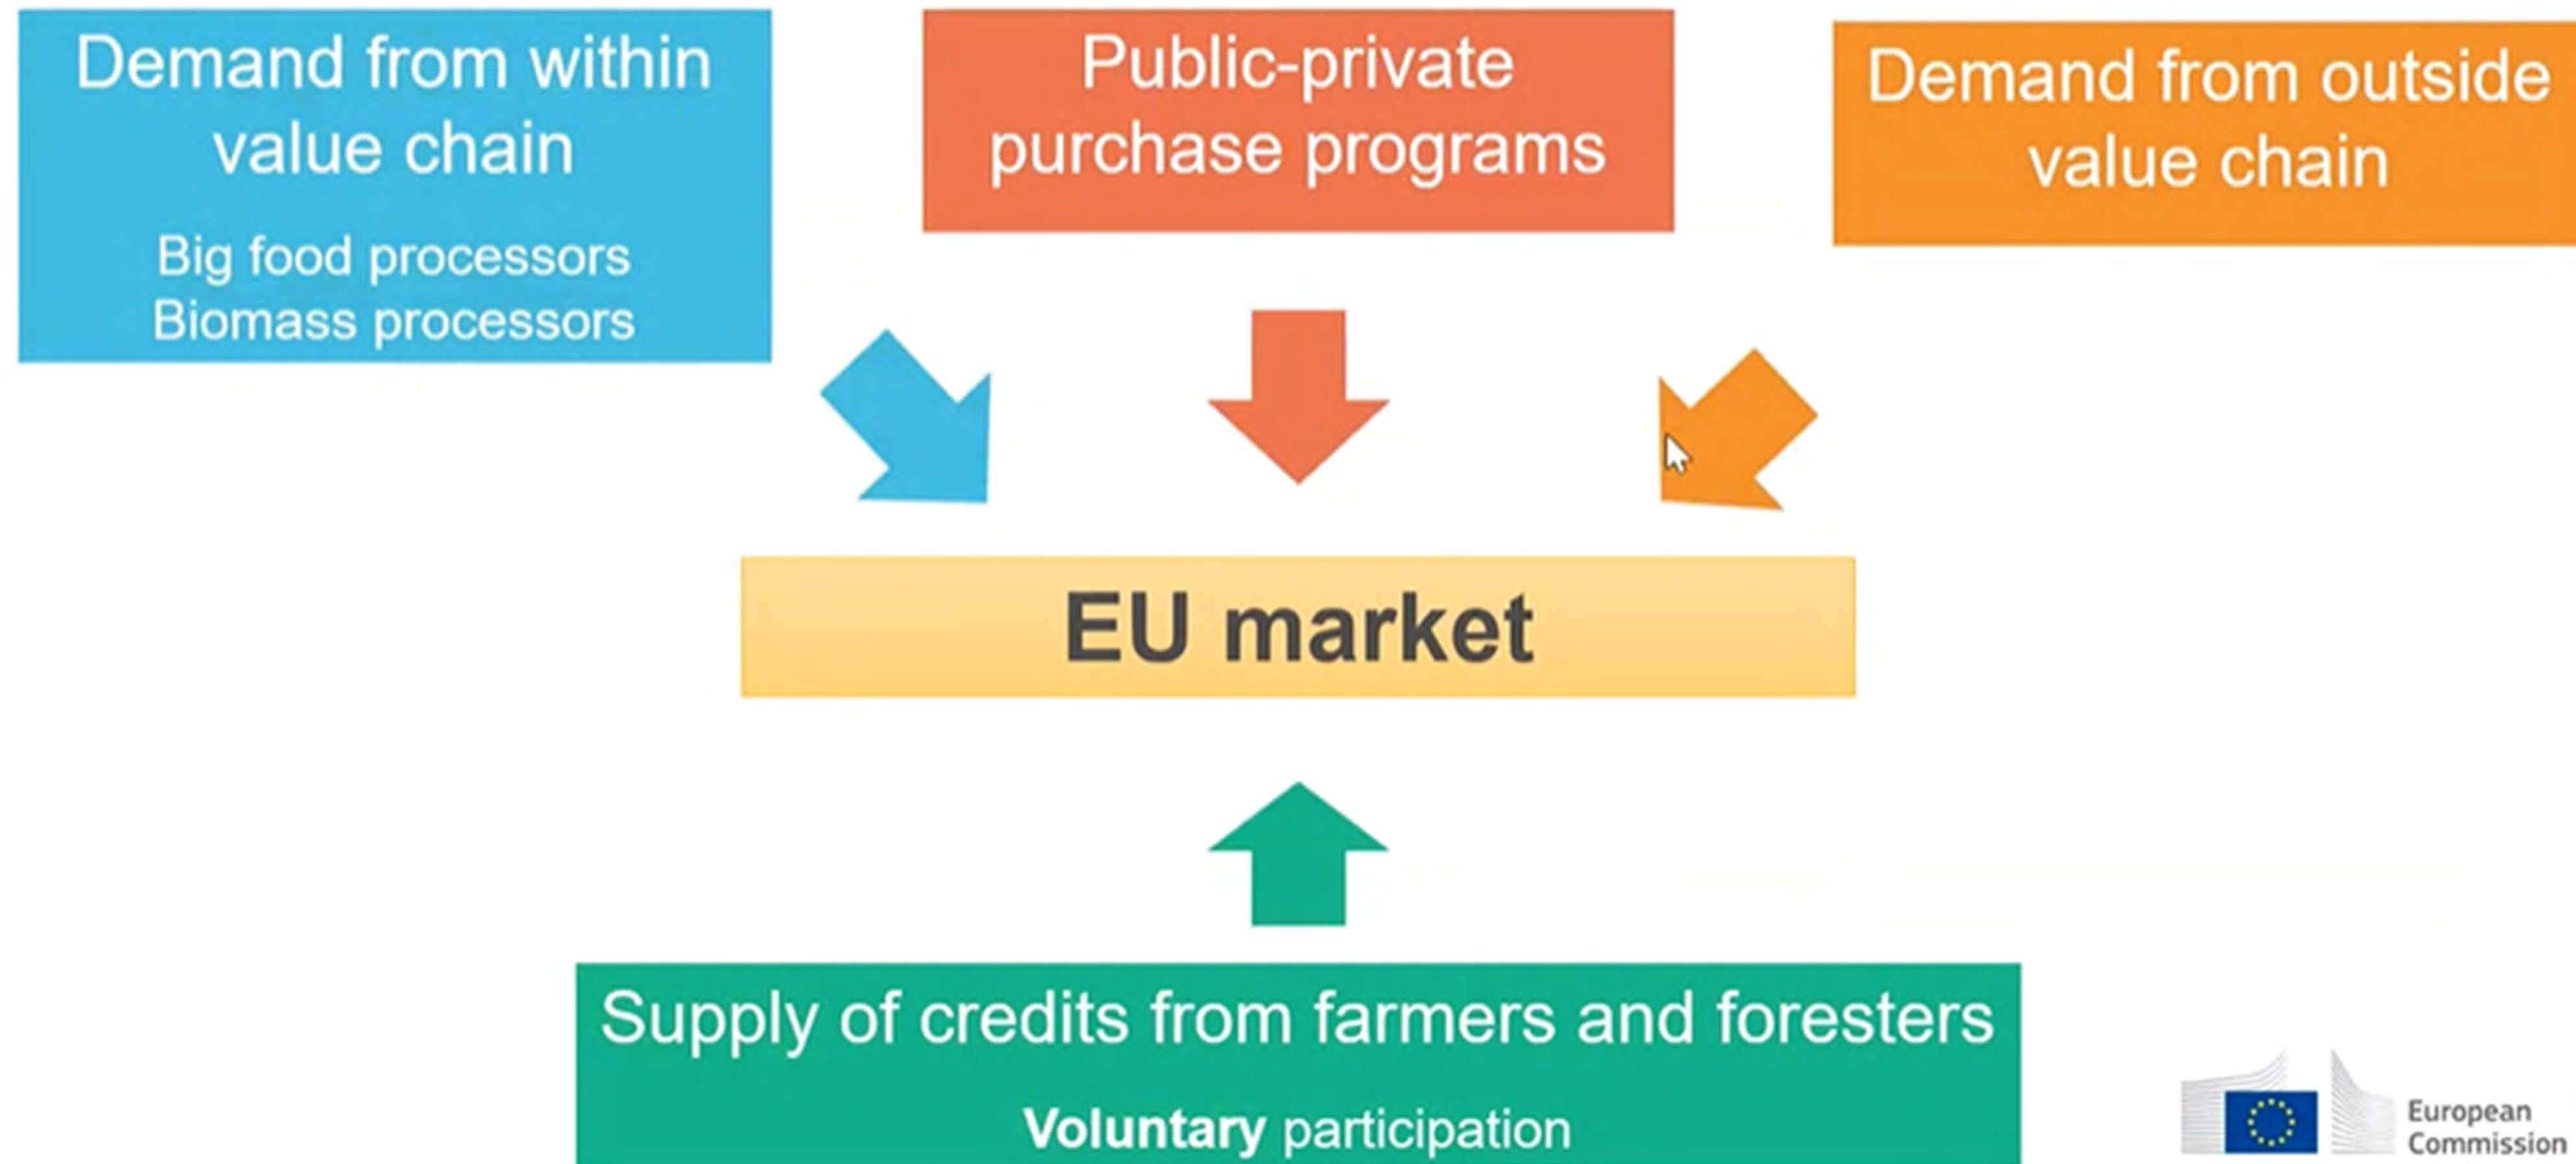 Demand from within
value chain
Big food processors
Biomass processors
Public-private
purchase programs
Demand from outside
value chain
EU market
Supply of credits from farmers and foresters
Voluntary participation
European
Commission